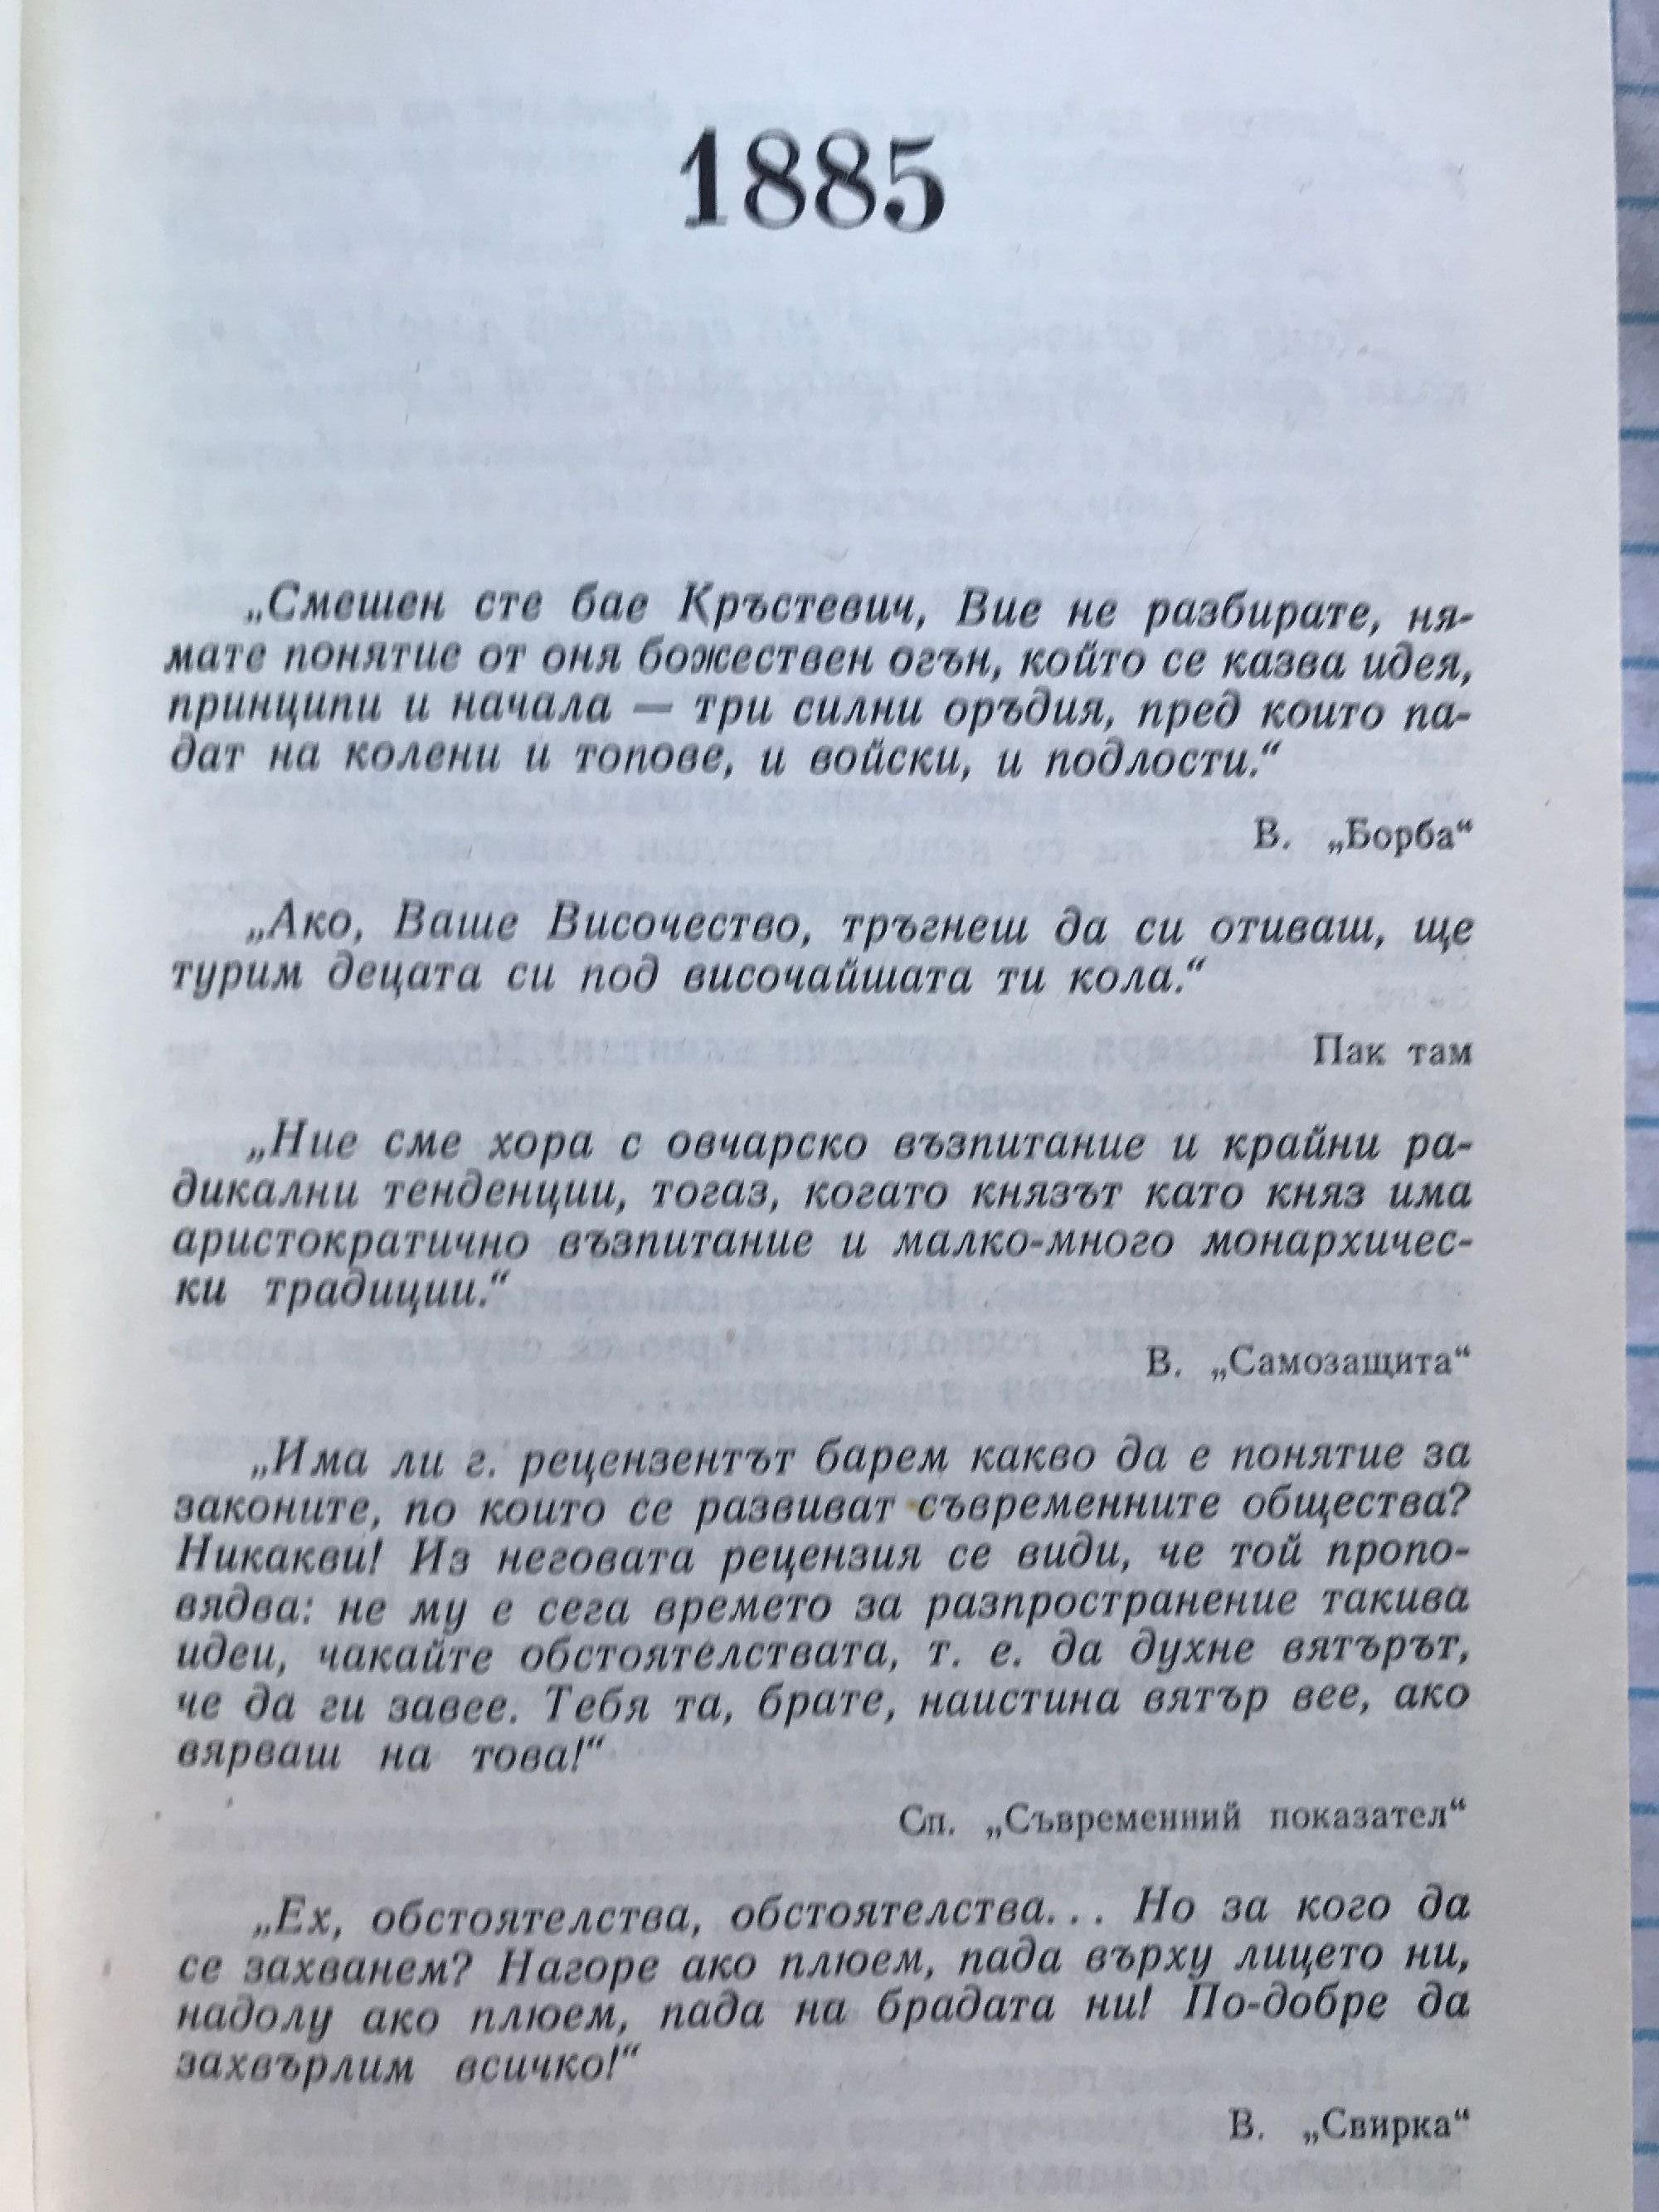 1885
„Смешен сте бае Кръстевич, Вие не разбирате, ня-
мате понятие от оня божествен огън, който се казва идея,
принципи и начала — три силни оръдия, пред които па-
дат на колени и топове, и войски, и подлости.“
В. „Борба“
„Ако, Ваше Височество, тръгнеш да си отиваш, ще
турим децата си под височайшата ти кола.“
Пак там
„Ние сме хора с овчарско възпитание и крайни ра-
дикални тенденции, тогаз, когато князът като княз има
аристократично възпитание и малко-много монархичес-
ки традиции.“
В. „Самозащита“
„Има ли г. рецензентът барем какво да е понятие за
законите, по които се развиват съвременните общества?
Никакви! Из неговата рецензия се види, че той пропо-
вядва: не му е сега времето за разпространение такива
идеи, чакайте обстоятелствата, т. е. да духне вятърът,
че да ги завее. Тебя та, брате, наистина вятър вее, ако
вярваш на това!“
Сп. „Съвременний показател“
„Ех, обстоятелства, обстоятелства... Но за кого да
се захванем? Нагоре ако плюем, пада върху лицето ни,
надолу ако плюем, пада на брадата ни! По-добре да
захвърлим всичко!“
В. „Свирка“